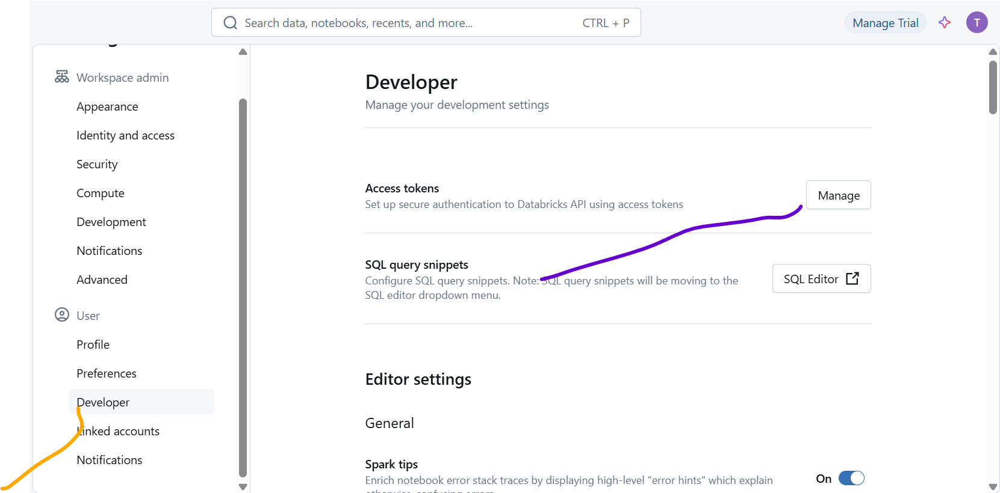 Search data, notebooks, recents, and more... CTRL + P
Manage Trial
T
Workspace admin
Appearance
Identity and access
Security
Compute
Development
Notifications
Advanced
User
Profile
Preferences
Developer
Linked accounts
Notifications
Developer
Manage your development settings
Access tokens
Set up secure authentication to Databricks API using access tokens
Manage
SQL query snippets
Configure SQL query snippets. Note: SQL query snippets will be moving to the
SQL editor dropdown menu.
SQL Editor
Editor settings
General
Spark tips
Enrich notebook error stack traces by displaying high-level "error hints" which explain
On